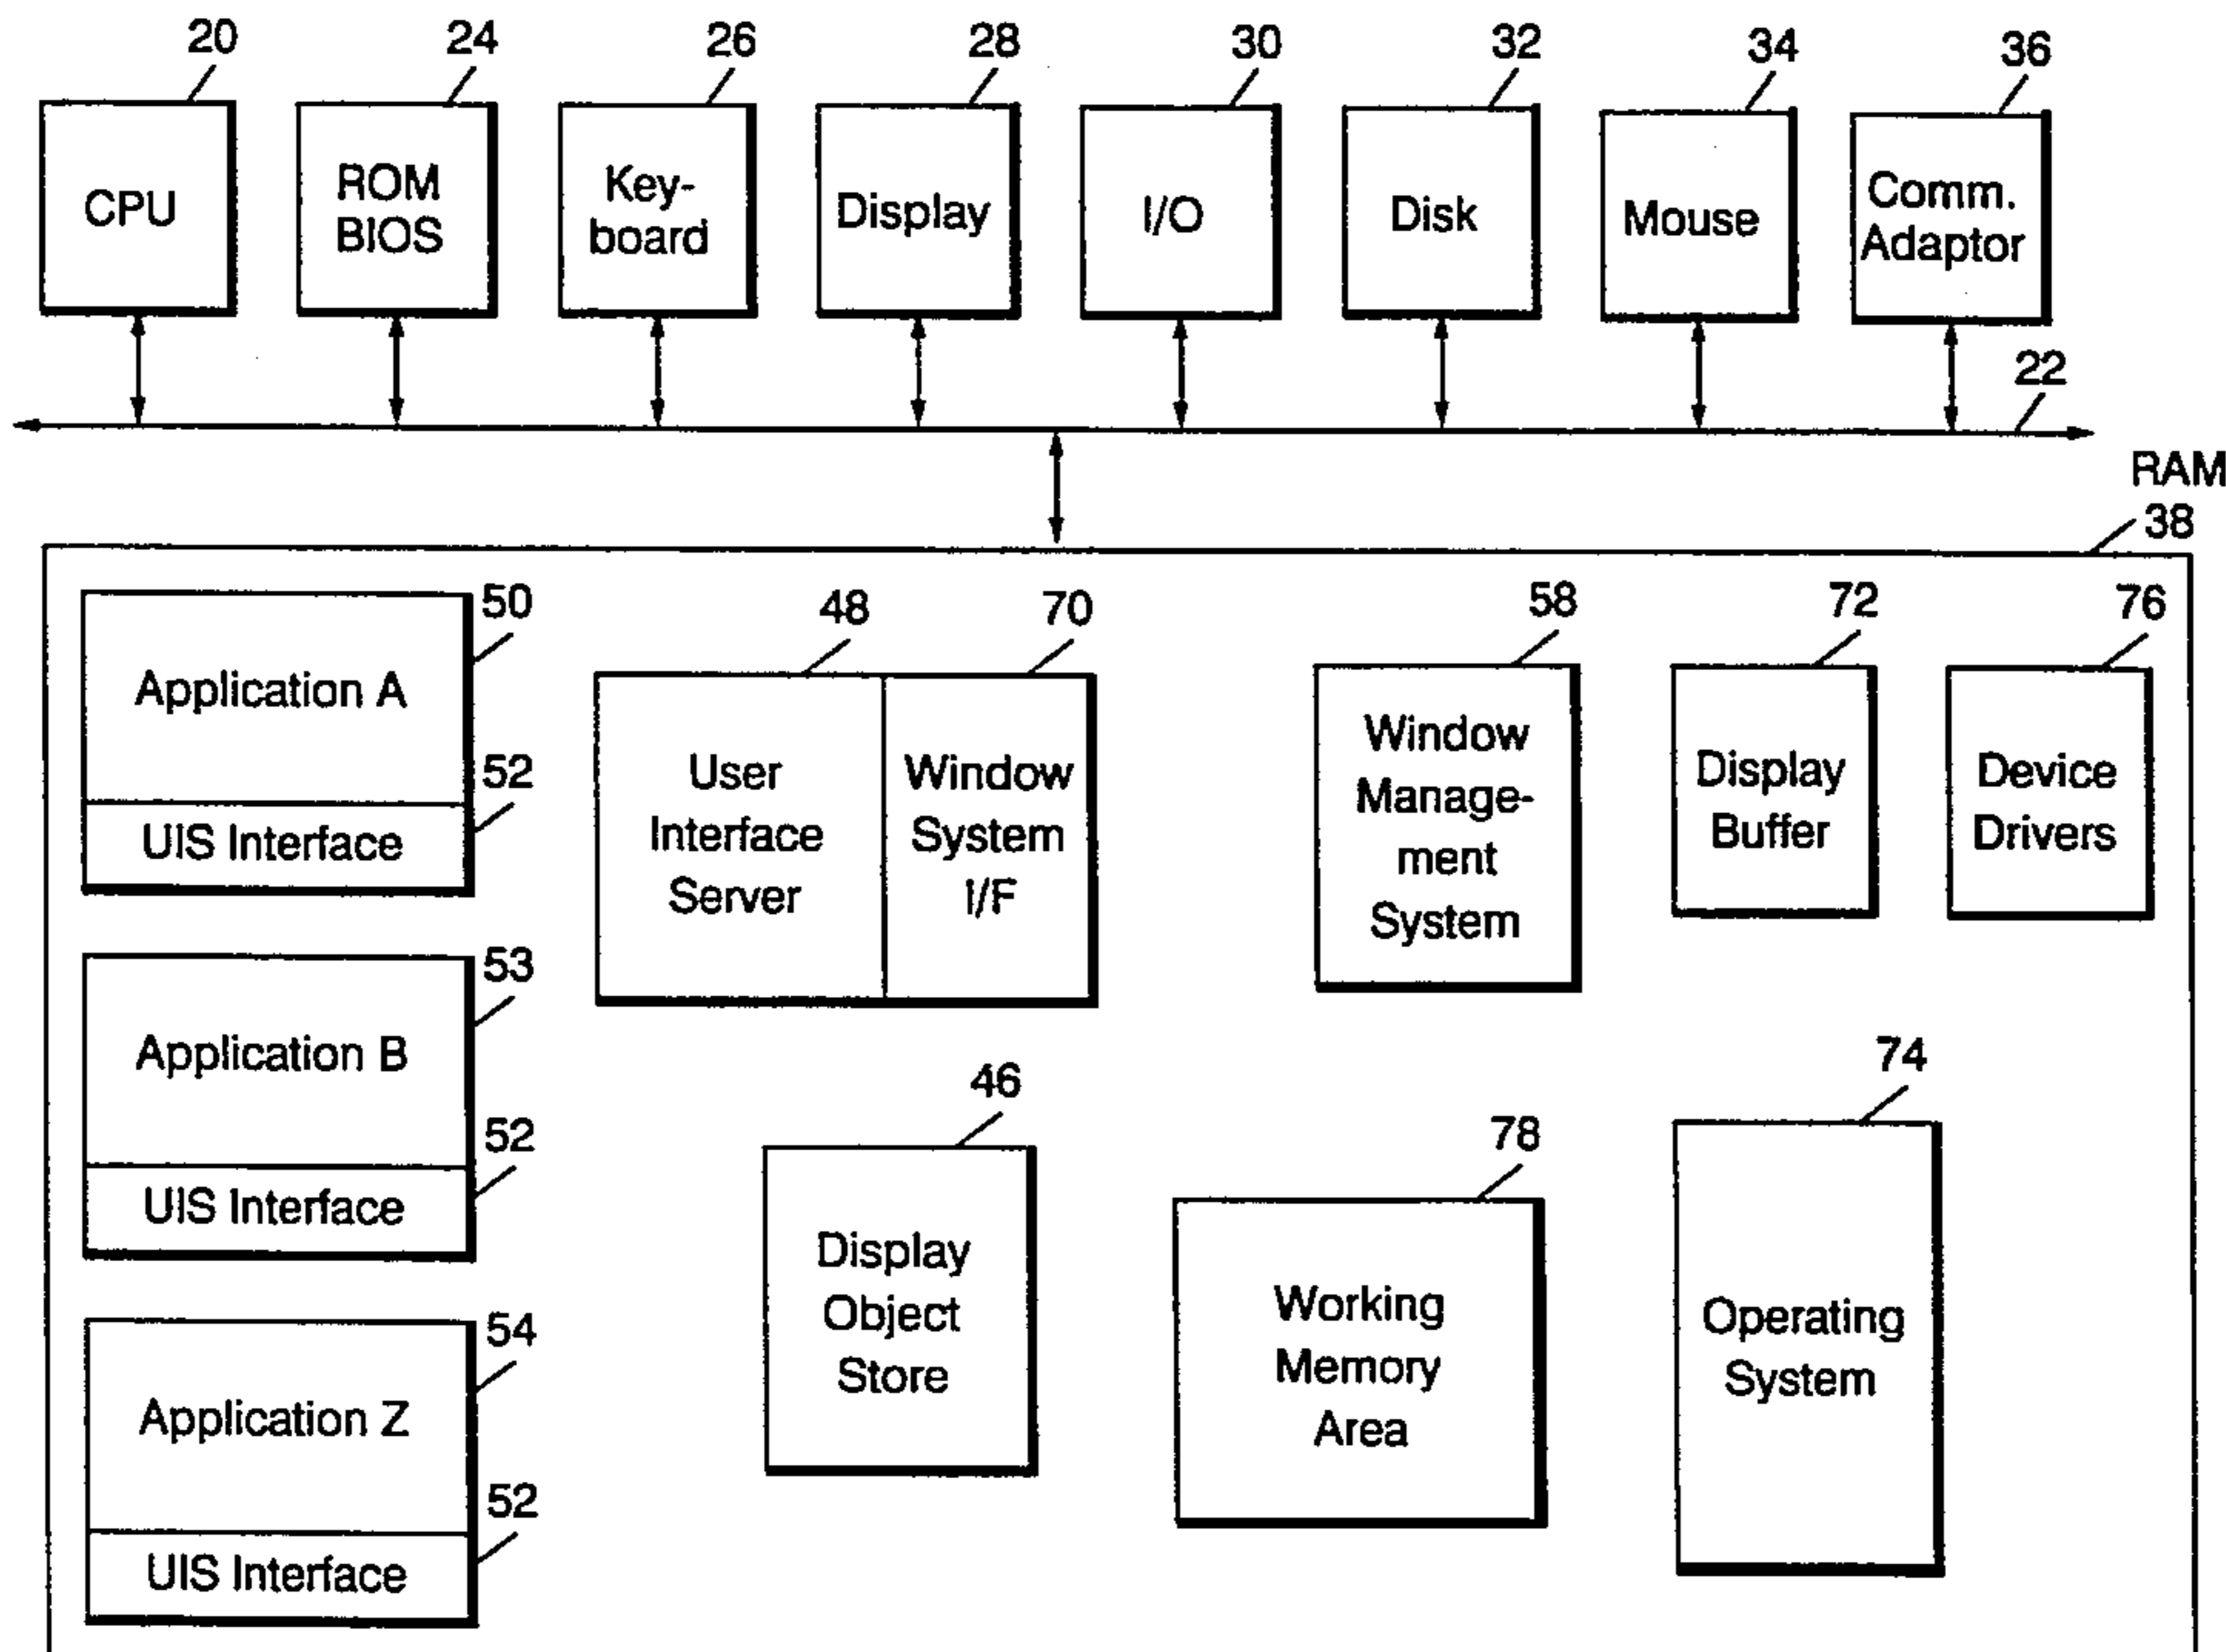 20
24
26
28
30
32
34
36
CPU
ROM
BIOS
Key-
board
Display
I/O
Disk
Mouse
Comm.
Adaptor
22
RAM
38
50
Application A
52
UIS Interface
53
Application B
52
UIS Interface
54
Application Z
52
UIS Interface
48
User
Interface
Server
70
Window
System
I/F
58
Window
Manage-
ment
System
72
Display
Buffer
76
Device
Drivers
46
Display
Object
Store
78
Working
Memory
Area
74
Operating
System